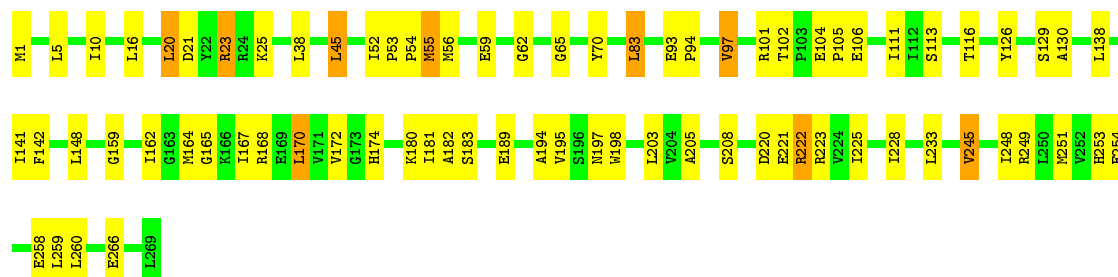 M1 L5 I10 L16 L20 D21 Y22 R23 R24 K25 L38 L45 I52 P53 P54 M55 M56 E59 G62 G65 Y70 L83 E93 P94 V97 R101 T102 P103 E104 P105 E106 I111 I112 S113 T116 Y126 S129 A130 L138
I141 F142 L148 G159 I162 G163 M164 G165 K166 I167 R168 E169 L170 V171 V172 G173 H174 K180 I181 A182 S183 E189 A194 V195 S196 N197 W198 L203 V204 A205 S208 D220 E221 R222 R223 V224 I225 I228 L233 V245 I248 R249 L250 M251 V252 H253
E258 L259 L260 E266 L269